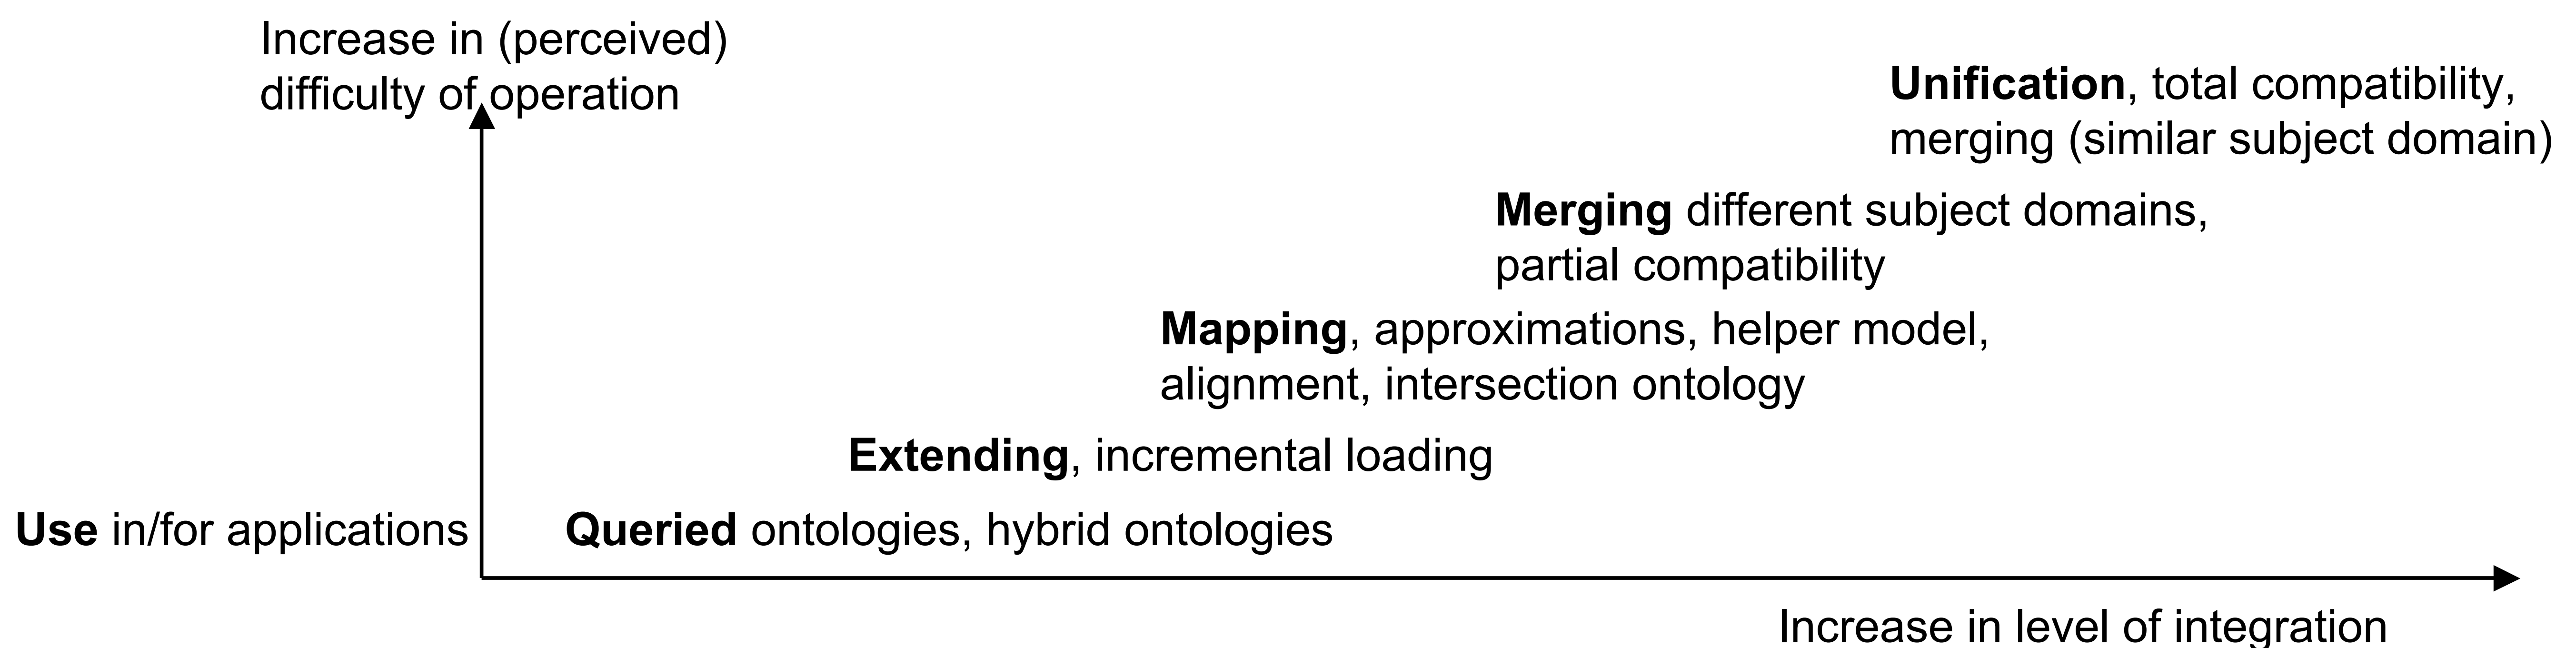 Increase in (perceived)
difficulty of operation
Unification, total compatibility,
merging (similar subject domain)
Merging different subject domains,
partial compatibility
Mapping, approximations, helper model,
alignment, intersection ontology
Extending, incremental loading
Use in/for applications
Queried ontologies, hybrid ontologies
Increase in level of integration